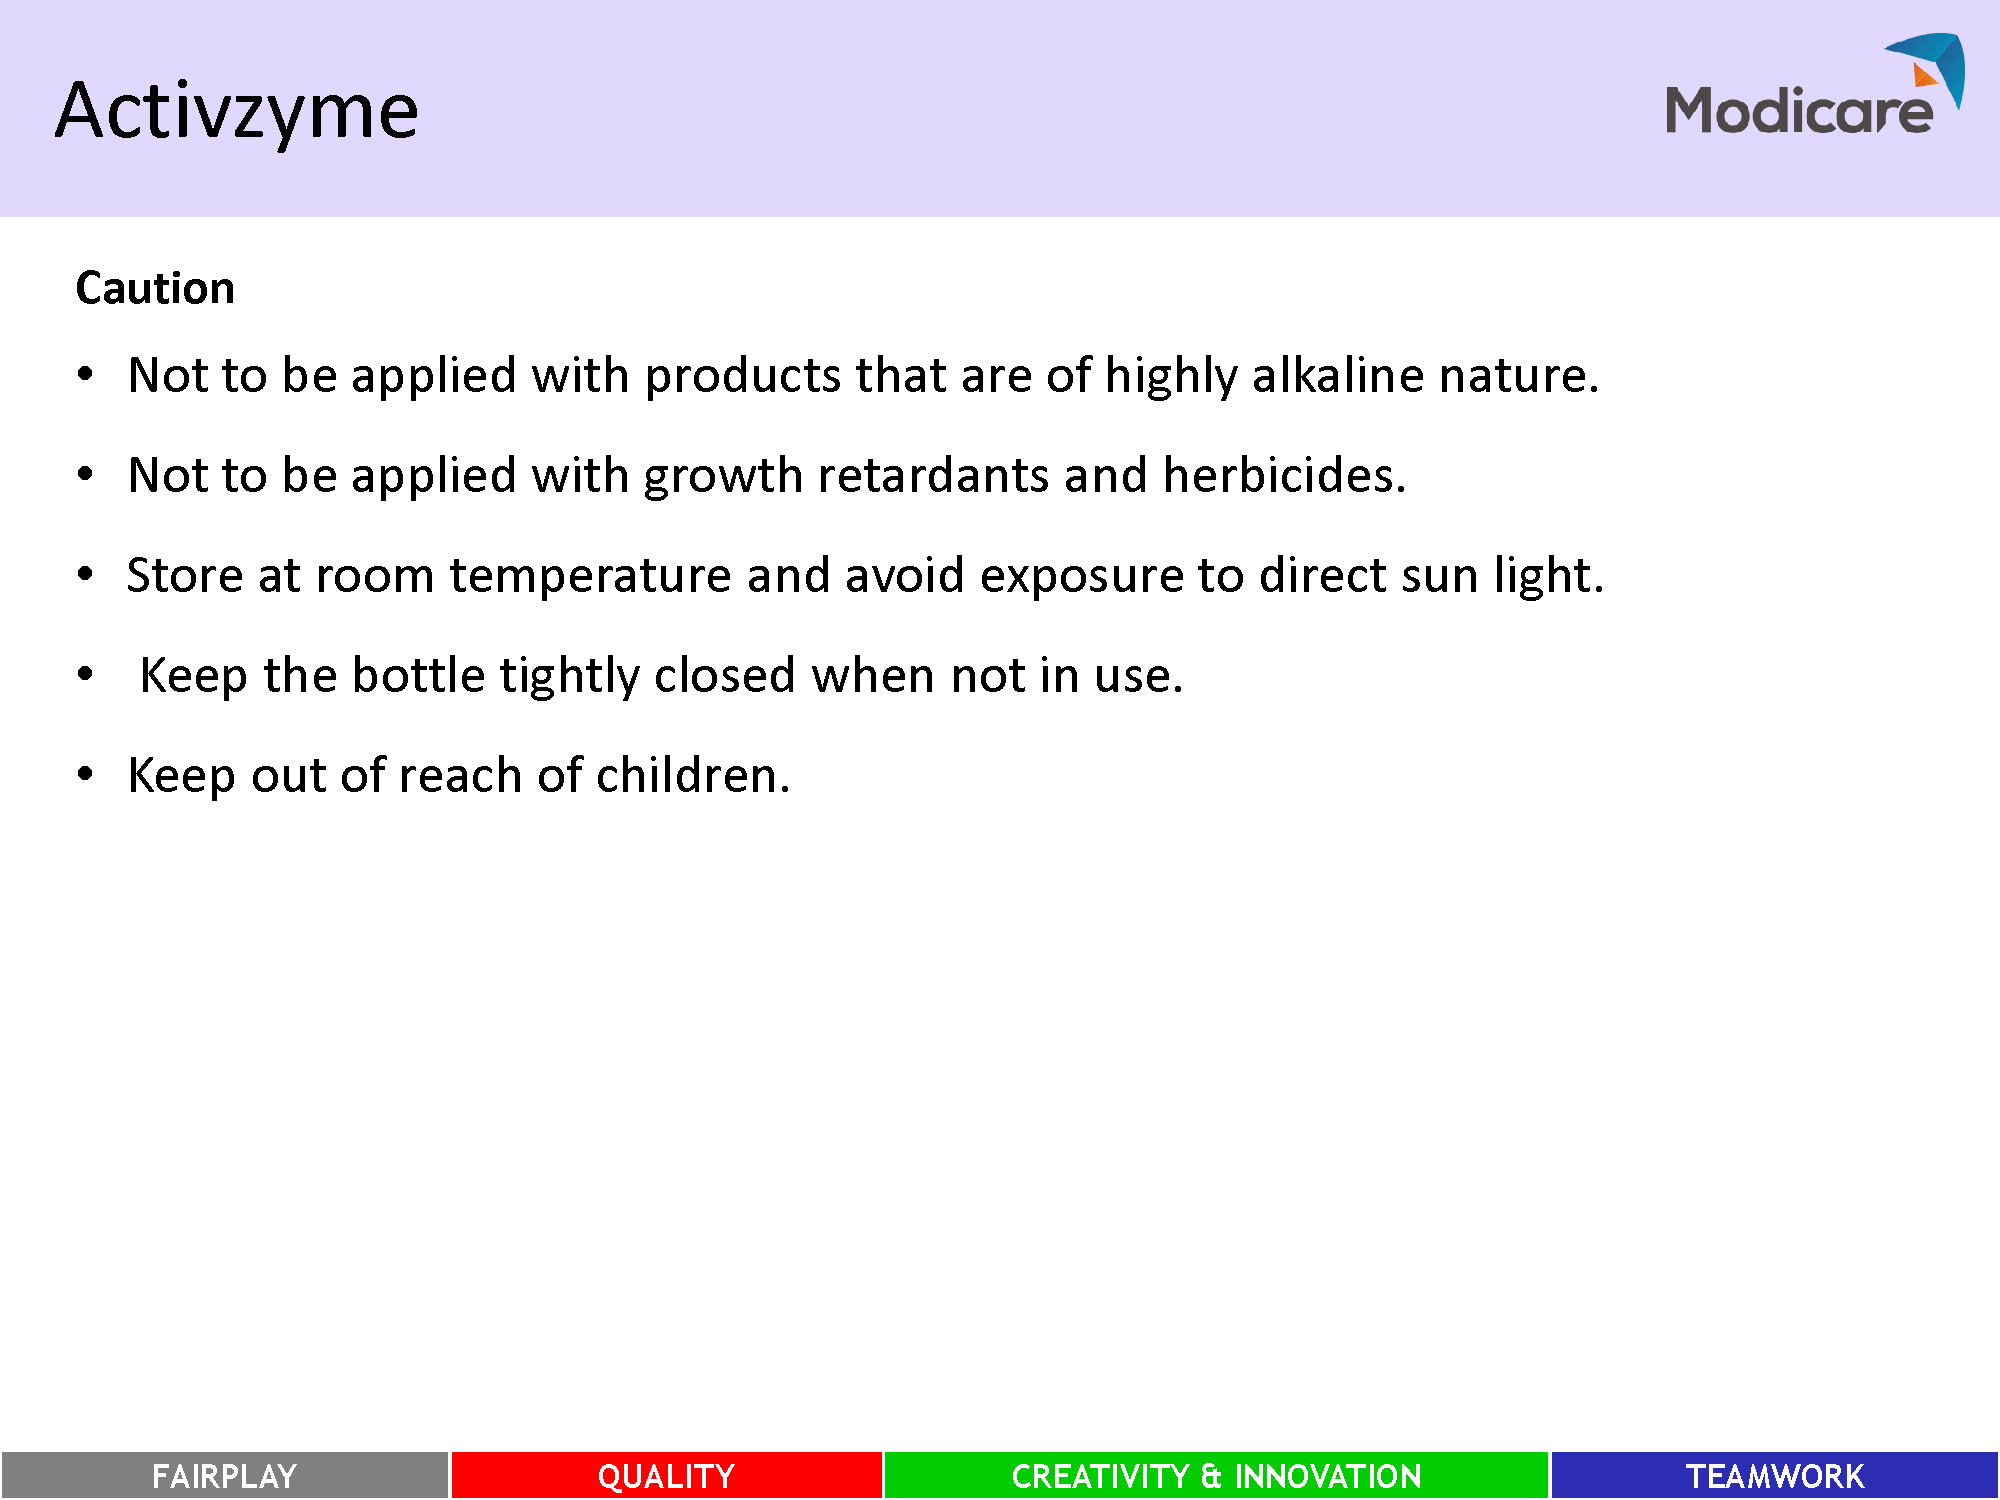 Activzyme
Modicare
Caution
• Not to be applied with products that are of highly alkaline nature.
• Not to be applied with growth retardants and herbicides.
• Store at room temperature and avoid exposure to direct sun light.
• Keep the bottle tightly closed when not in use.
• Keep out of reach of children.
FAIRPLAY QUALITY CREATIVITY & INNOVATION TEAMWORK